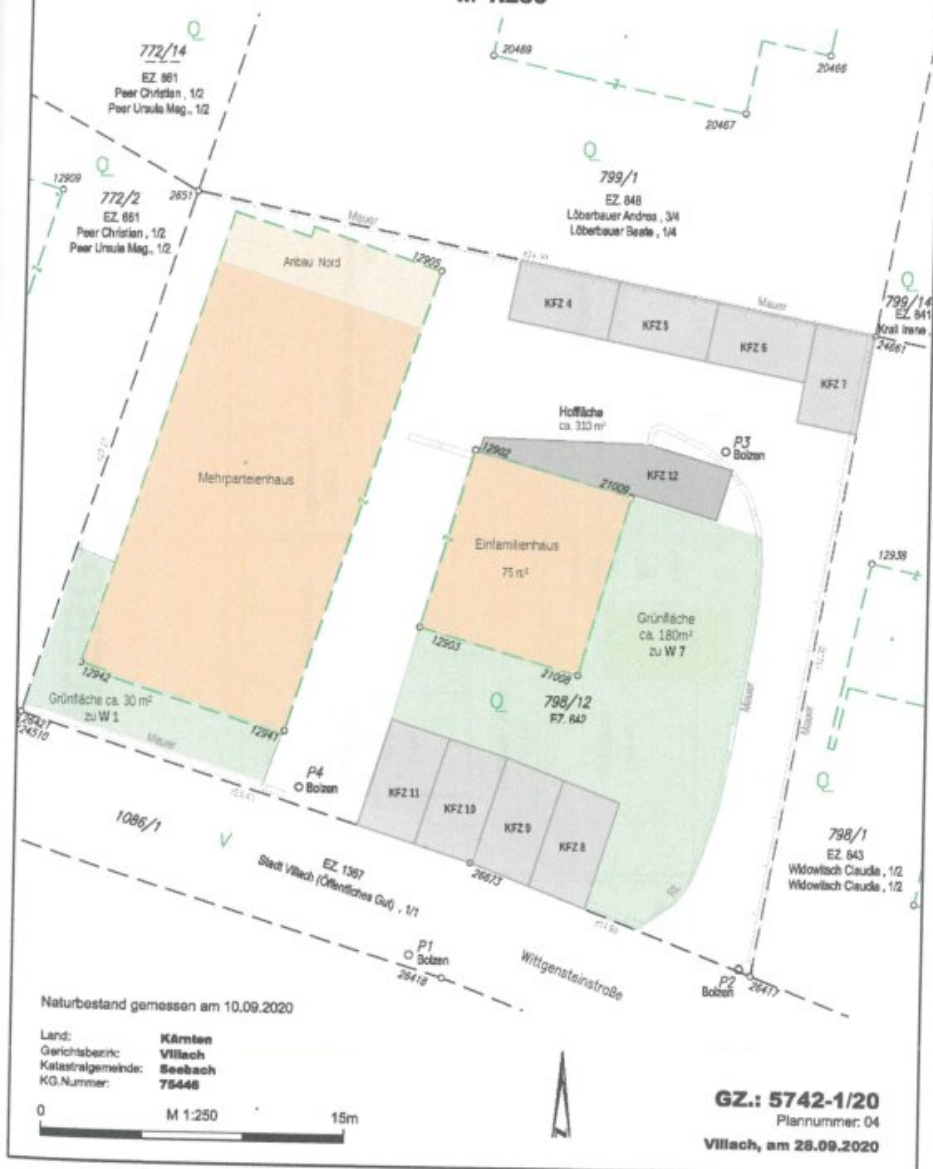 772/14
EZ. 661
Peer Christian , 1/2
Peer Ursula Mag., 1/2
20469
20466
20467
799/1
EZ. 848
Löberbauer Andrea , 3/4
Löberbauer Beate , 1/4
12909
772/2
EZ. 661
Peer Christian , 1/2
Peer Ursula Mag., 1/2
2651
Mauer
Anbau Nord
12905
KFZ 4
KFZ 5
KFZ 6
KFZ 7
Mauer
799/14
EZ. 841
Krall Irene ,
24661
Hoffläche
ca. 310 m²
P3
Bolzen
12902
21009
KFZ 12
Mehrparteienhaus
Einfamilienhaus
75 m²
12938
Grünfläche
ca. 180m²
zu W 7
12903
21008
798/12
EZ. 642
12942
Grünfläche ca. 30 m²
zu W 1
12941
26421
24510
Mauer
Mauer
Mauer
P4
Bolzen
KFZ 11
KFZ 10
KFZ 9
KFZ 8
26673
1086/1
EZ. 1367
Stadt Villach (Öffentliches Gut) , 1/1
798/1
EZ. 843
Widowitsch Claudia , 1/2
Widowitsch Claudia , 1/2
P1
Bolzen
26418
Wittgensteinstraße
P2
Bolzen
26417
Naturbestand gemessen am 10.09.2020
Land: Kärnten
Gerichtsbezirk: Villach
Katastralgemeinde: Seebach
KG.Nummer: 75446
0 M 1:250 15m
GZ.: 5742-1/20
Plannummer: 04
Villach, am 28.09.2020